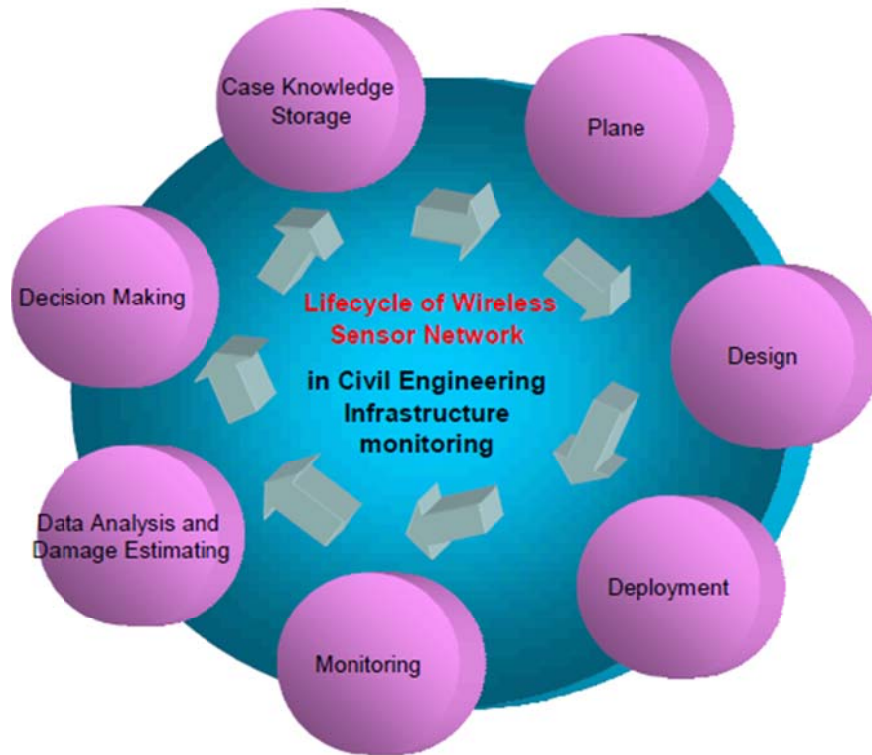 Case Knowledge
Storage
Plane
Decision Making
Lifecycle of Wireless
Sensor Network
in Civil Engineering
Infrastructure
monitoring
Design
Data Analysis and
Damage Estimating
Deployment
Monitoring